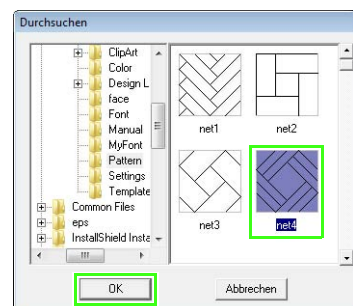 Durchsuchen
ClipArt
Color
Design L
face
Font
Manual
MyFont
Pattern
Settings
Template
Common Files
eps
InstallShield Insta
net1
net2
net3
net4
OK
Abbrechen